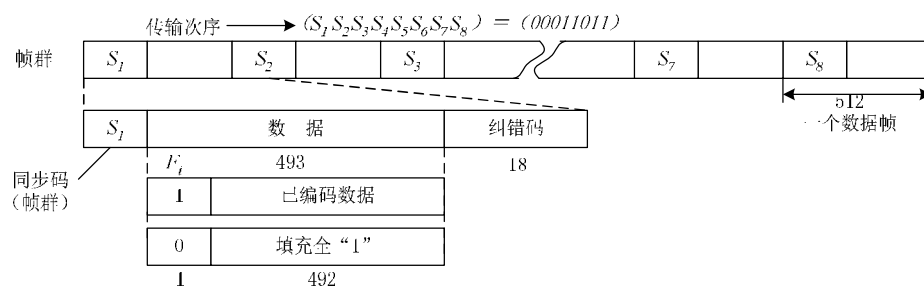 传输次序 (S1S2S3S4S5S6S7S8) = (00011011)
帧群 S1 S2 S3 S7 S8
512
一个数据帧
S1 数 据 纠错码
Fi 493 18
同步码
(帧群)
1 已编码数据
0 填充全“1”
1 492